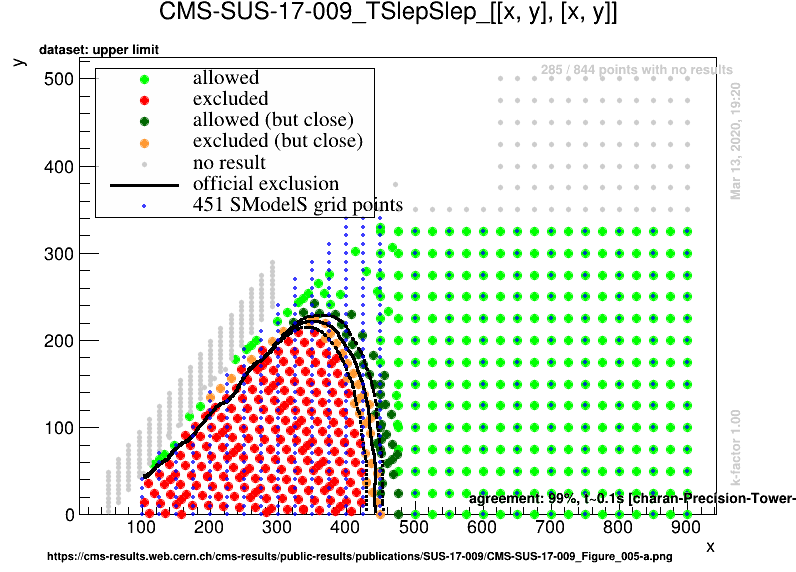 CMS-SUS-17-009_TSlepSlep_[[x, y], [x, y]]
dataset: upper limit
y
285 / 844 points with no results
allowed
excluded
allowed (but close)
excluded (but close)
no result
official exclusion
451 SModelS grid points
Mar 13, 2020, 19:20
k-factor 1.00
500
400
300
200
100
0
agreement: 99%, t~0.1s [charan-Precision-Tower-
100 200 300 400 500 600 700 800 900
x
https://cms-results.web.cern.ch/cms-results/public-results/publications/SUS-17-009/CMS-SUS-17-009_Figure_005-a.png